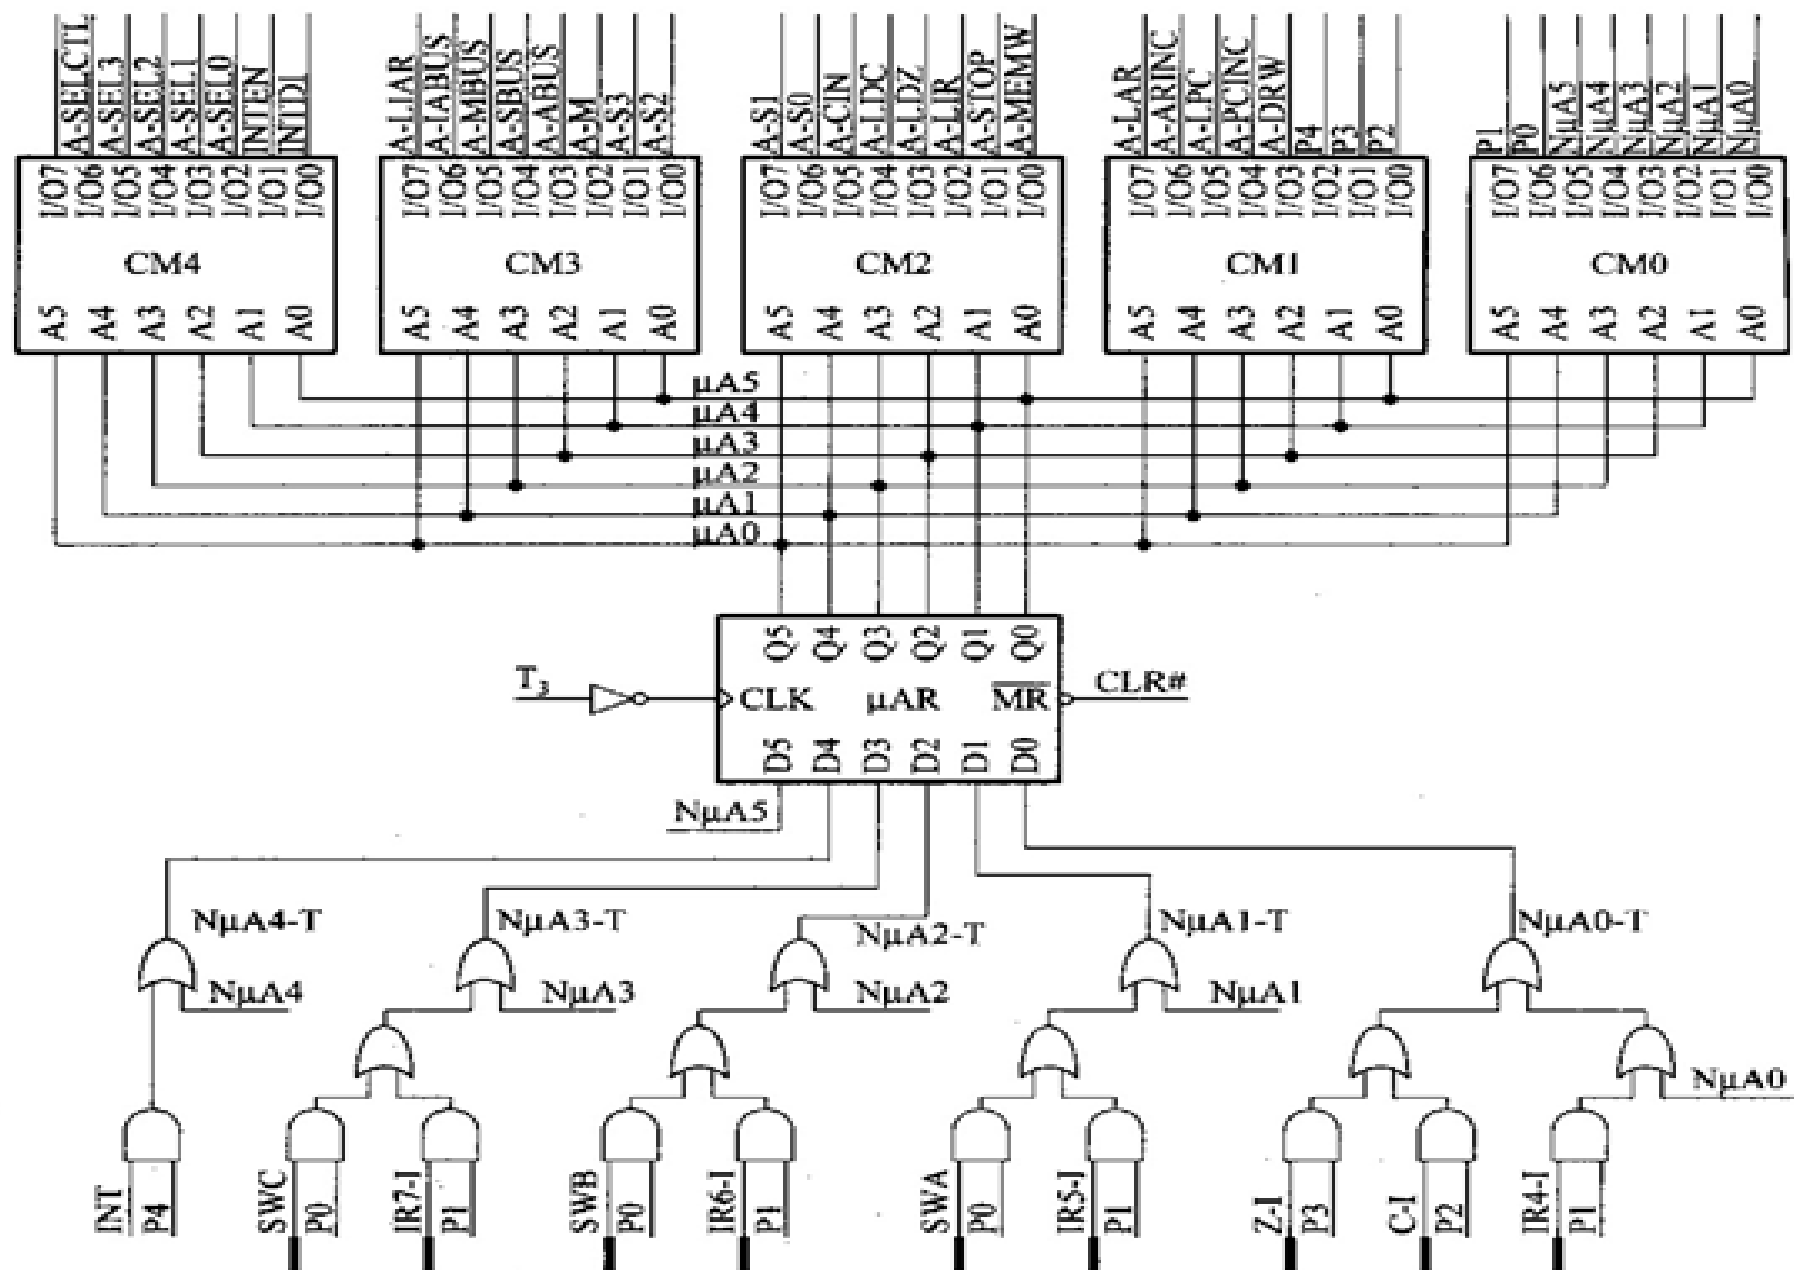 A-SELCTL A-SEL3 A-SEL2 A-SEL1 A-SEL0 INTEN INTDI
A-LIAR A-IABUS A-MBUS A-SBUS A-ABUS A-M A-S3 A-S2
A-S1 A-S0 A-CIN A-LDC A-LDZ A-LIR A-STOP A-MEMW
A-LAR A-ARINC A-LPC A-PCINC A-DRW P4 P3 P2
P1 P0 NμA5 NμA4 NμA3 NμA2 NμA1 NμA0
I/O7 I/O6 I/O5 I/O4 I/O3 I/O2 I/O1 I/O0
I/O7 I/O6 I/O5 I/O4 I/O3 I/O2 I/O1 I/O0
I/O7 I/O6 I/O5 I/O4 I/O3 I/O2 I/O1 I/O0
I/O7 I/O6 I/O5 I/O4 I/O3 I/O2 I/O1 I/O0
I/O7 I/O6 I/O5 I/O4 I/O3 I/O2 I/O1 I/O0
CM4
CM3
CM2
CM1
CM0
A5 A4 A3 A2 A1 A0
A5 A4 A3 A2 A1 A0
A5 A4 A3 A2 A1 A0
A5 A4 A3 A2 A1 A0
A5 A4 A3 A2 A1 A0
μA5
μA4
μA3
μA2
μA1
μA0
Q5 Q4 Q3 Q2 Q1 Q0
T3
CLK μAR MR
CLR#
D5 D4 D3 D2 D1 D0
NμA5
NμA4-T
NμA3-T
NμA2-T
NμA1-T
NμA0-T
NμA4
NμA3
NμA2
NμA1
NμA0
INT P4
SWC P0
IR7-I P1
SWB P0
IR6-I P1
SWA P0
IR5-I P1
Z-I P3
C-I P2
IR4-I P1